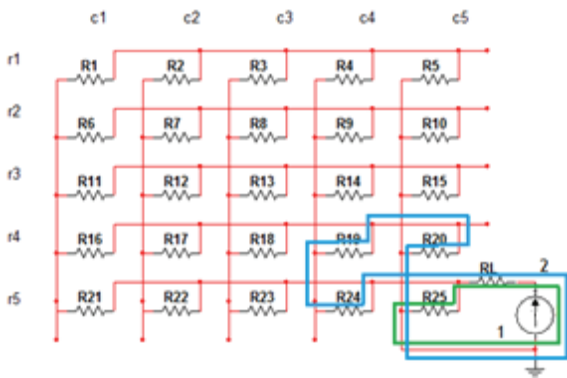 c1 c2 c3 c4 c5
r1
R1 R2 R3 R4 R5
r2
R6 R7 R8 R9 R10
r3
R11 R12 R13 R14 R15
r4
R16 R17 R18 R19 R20
RL 2
r5
R21 R22 R23 R24 R25
1